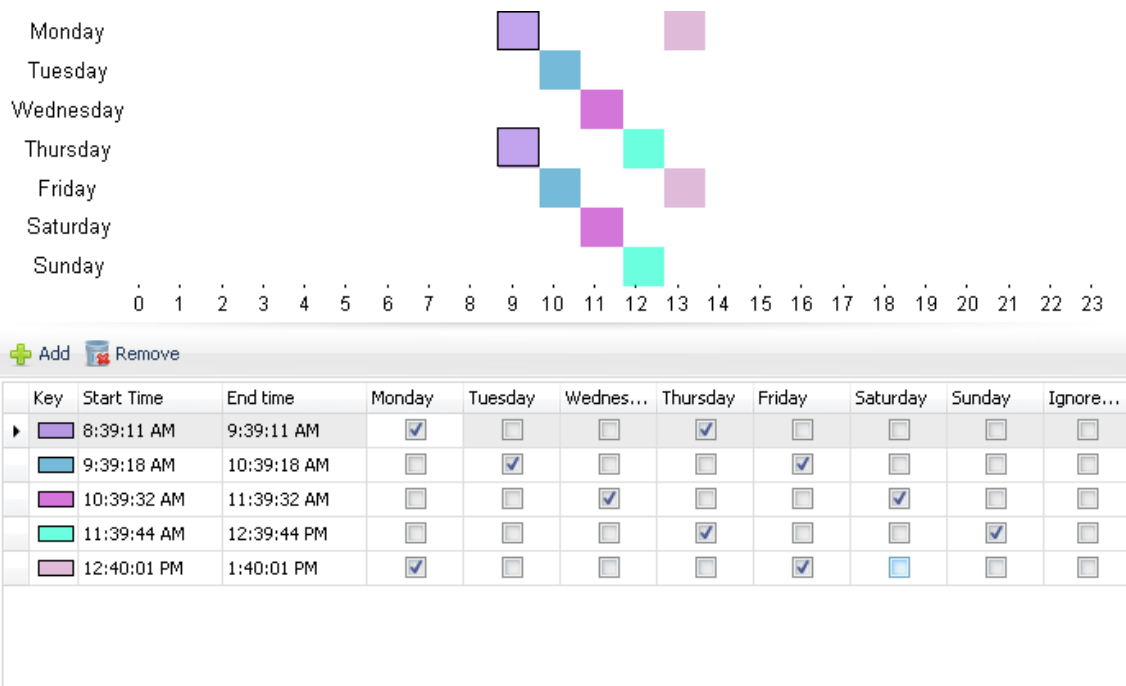 Monday
Tuesday
Wednesday
Thursday
Friday
Saturday
Sunday
0 1 2 3 4 5 6 7 8 9 10 11 12 13 14 15 16 17 18 19 20 21 22 23
Add Remove
Key Start Time End time Monday Tuesday Wednes... Thursday Friday Saturday Sunday Ignore...
8:39:11 AM 9:39:11 AM
9:39:18 AM 10:39:18 AM
10:39:32 AM 11:39:32 AM
11:39:44 AM 12:39:44 PM
12:40:01 PM 1:40:01 PM